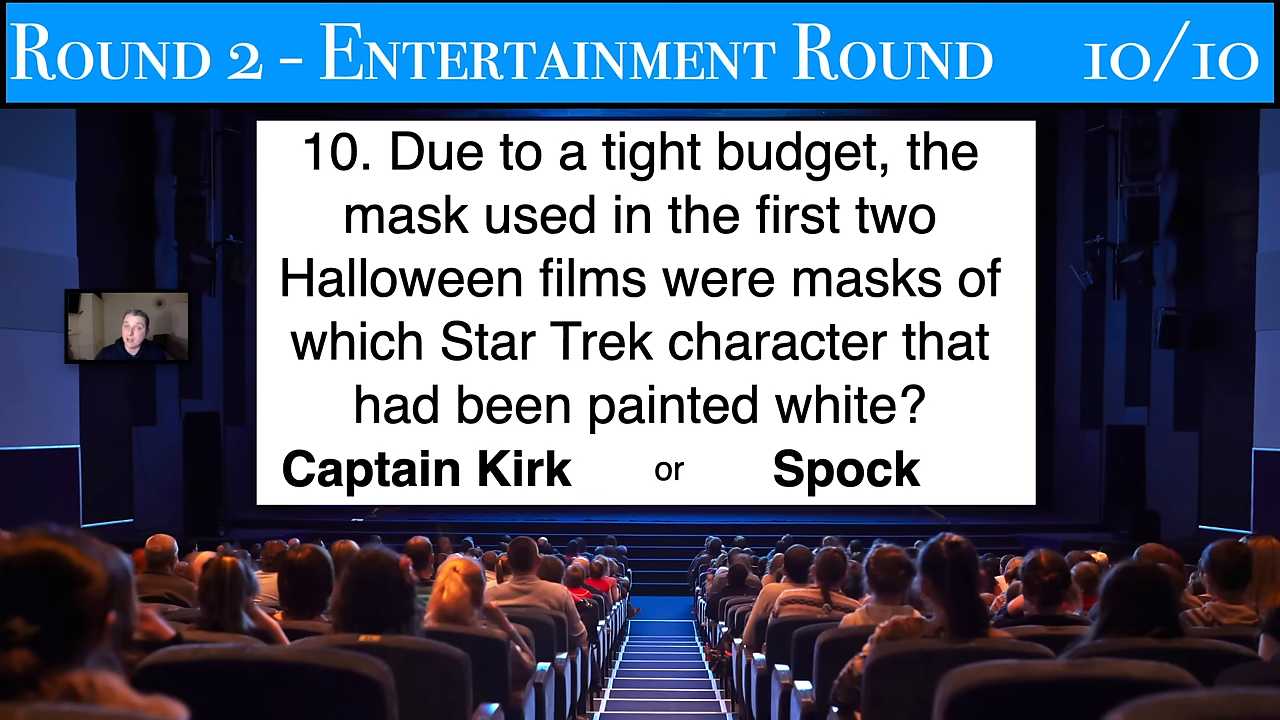 Round 2 - Entertainment Round 10/10
10. Due to a tight budget, the
mask used in the first two
Halloween films were masks of
which Star Trek character that
had been painted white?
Captain Kirk or Spock